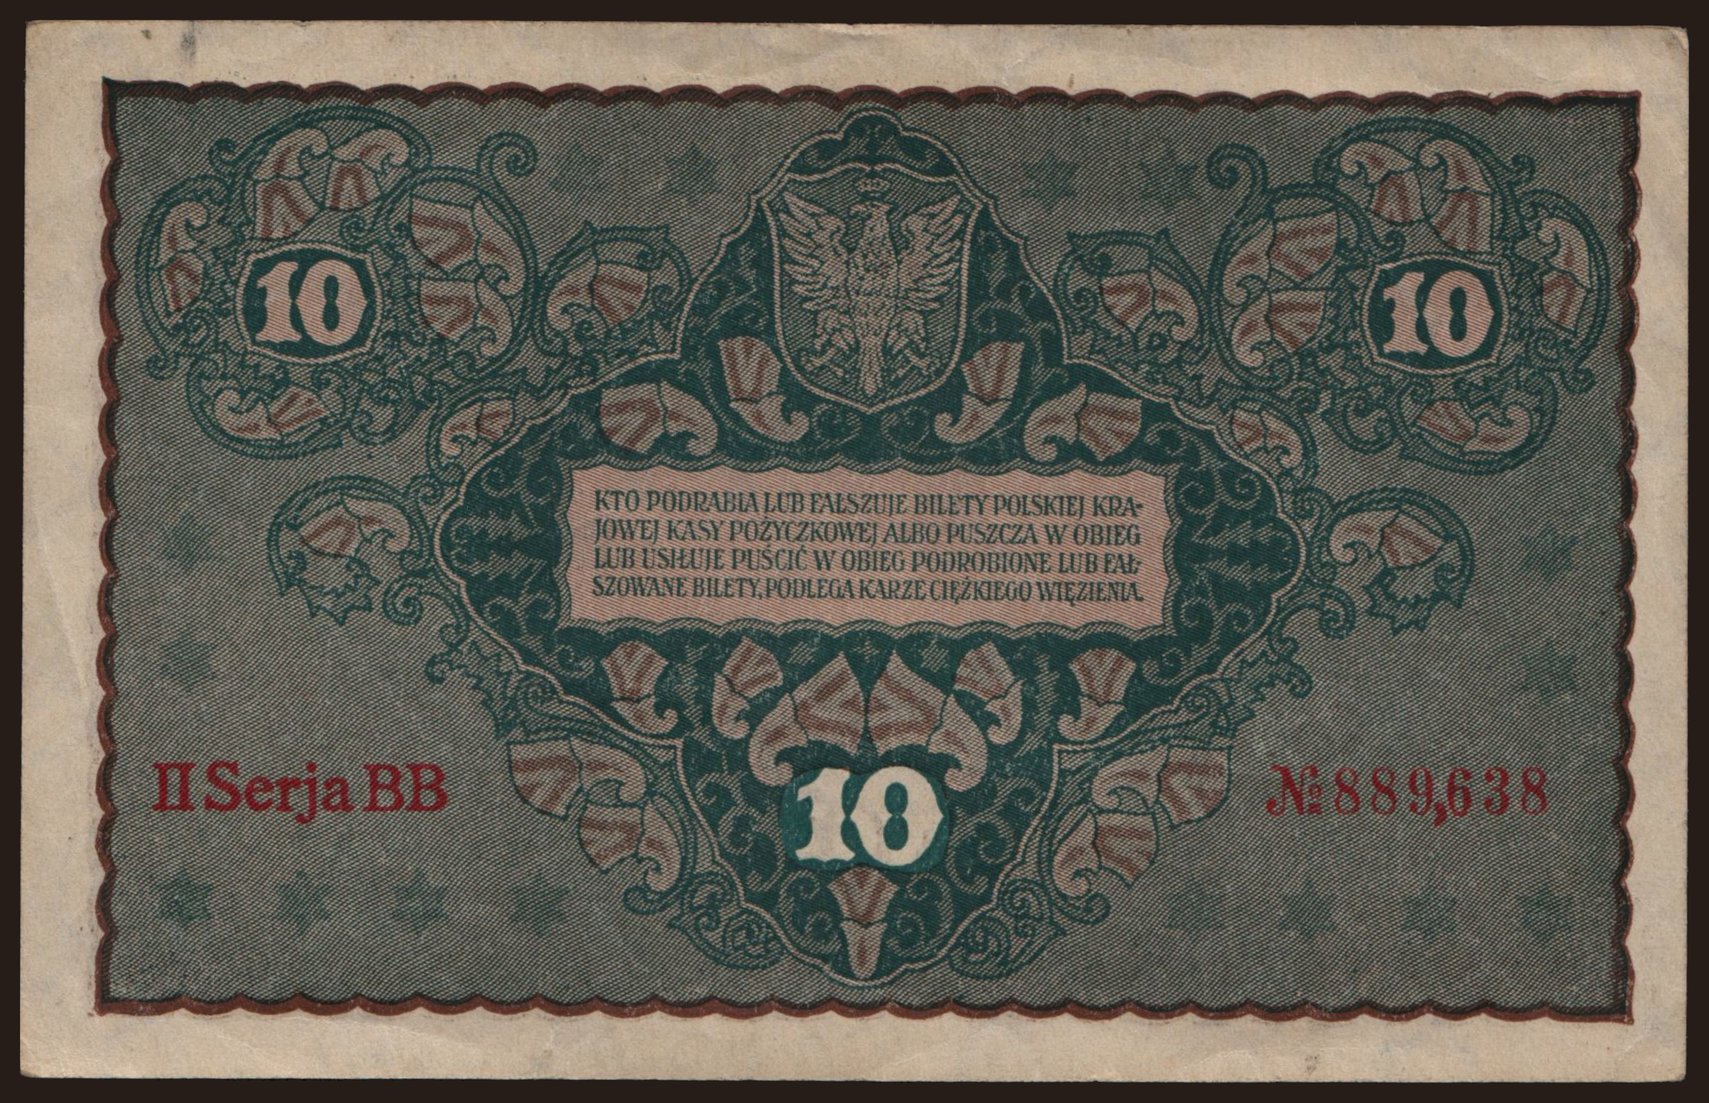 10
10
KTO PODRABIA LUB FAŁSZUJE BILETY POLSKIEJ KRA-
JOWEJ KASY POŻYCZKOWEJ ALBO PUSZCZA W OBIEG
LUB USIŁUJE PUŚCIĆ W OBIEG PODROBIONE LUB FAŁ-
SZOWANE BILETY, PODLEGA KARZE CIĘŻKIEGO WIĘZIENIA.
II Serja BB
№ 889,638
10